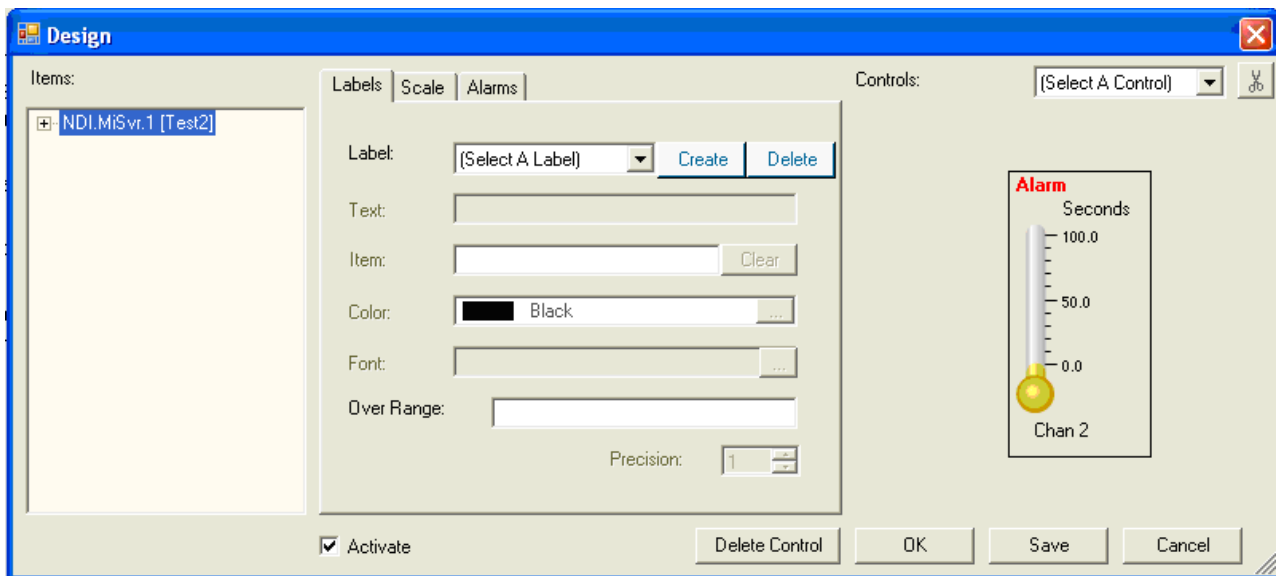 Design
Items:
NDI.MiSvr.1 [Test2]
Labels
Scale
Alarms
Label:
(Select A Label)
Create
Delete
Text:
Item:
Clear
Color:
Black
...
Font:
...
Over Range:
Precision:
1
Controls:
(Select A Control)
Alarm
Seconds
100.0
50.0
0.0
Chan 2
Activate
Delete Control
OK
Save
Cancel